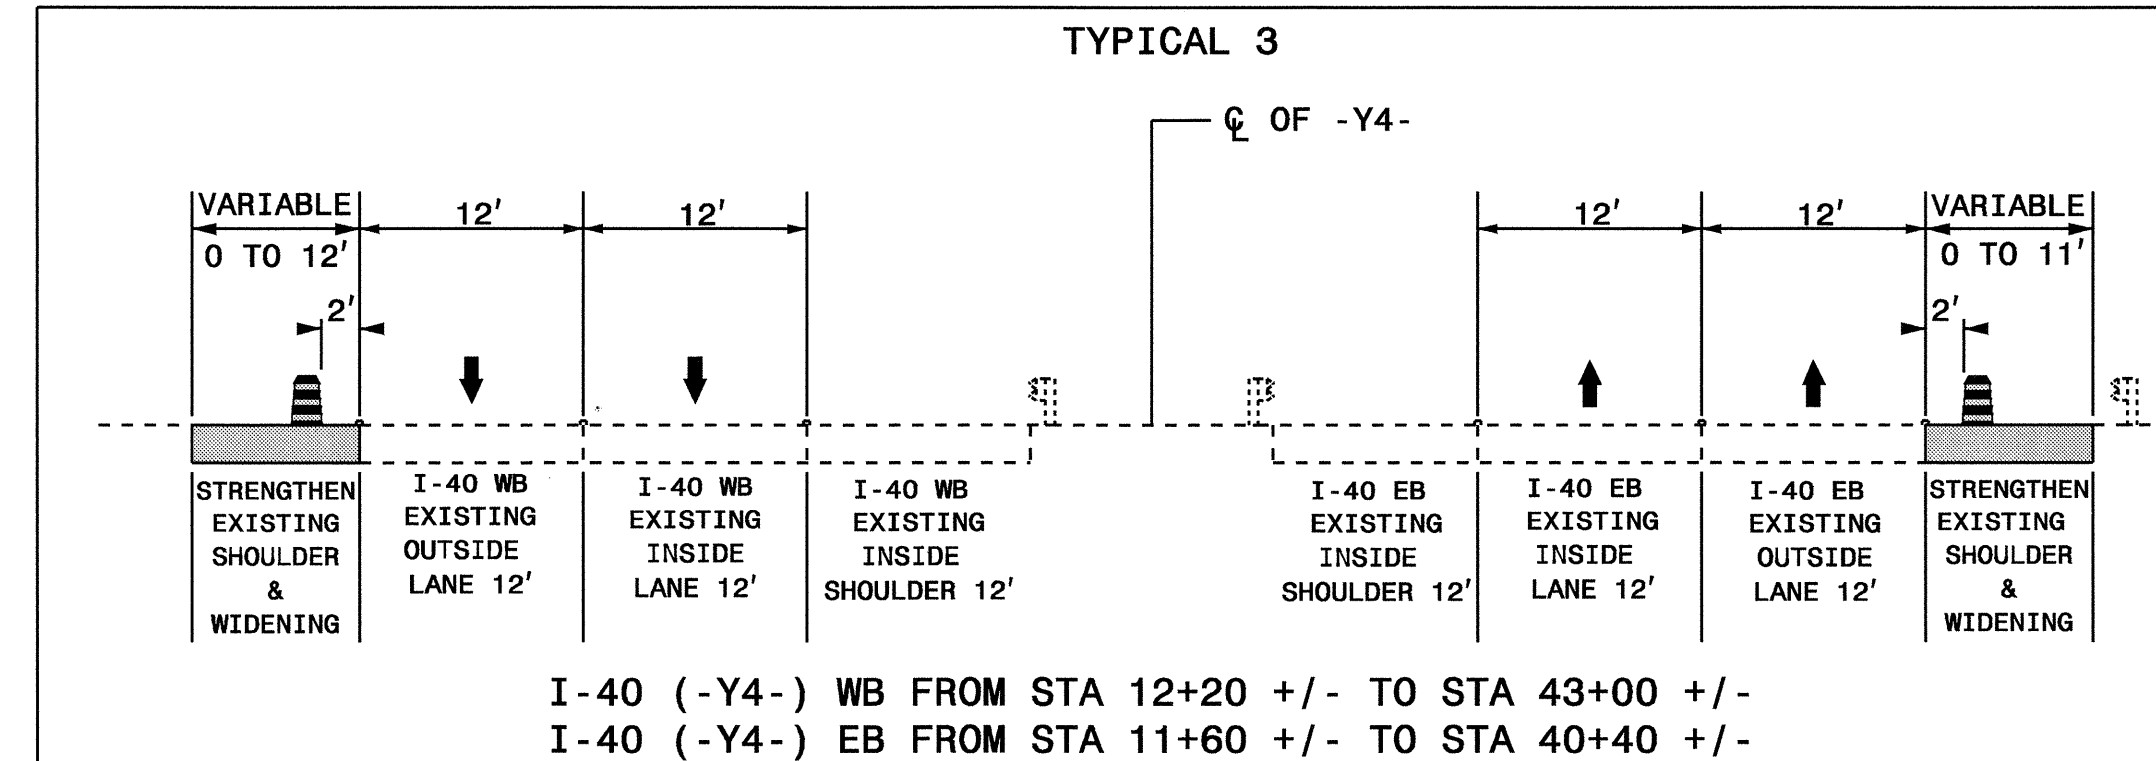 TYPICAL 3
℄ OF -Y4-
VARIABLE
0 TO 12'
12'
12'
12'
12'
VARIABLE
0 TO 11'
2'
2'
STRENGTHEN
EXISTING
SHOULDER
&
WIDENING
I-40 WB
EXISTING
OUTSIDE
LANE 12'
I-40 WB
EXISTING
INSIDE
LANE 12'
I-40 WB
EXISTING
INSIDE
SHOULDER 12'
I-40 EB
EXISTING
INSIDE
SHOULDER 12'
I-40 EB
EXISTING
INSIDE
LANE 12'
I-40 EB
EXISTING
OUTSIDE
LANE 12'
STRENGTHEN
EXISTING
SHOULDER
&
WIDENING
I-40 (-Y4-) WB FROM STA 12+20 +/- TO STA 43+00 +/-
I-40 (-Y4-) EB FROM STA 11+60 +/- TO STA 40+40 +/-